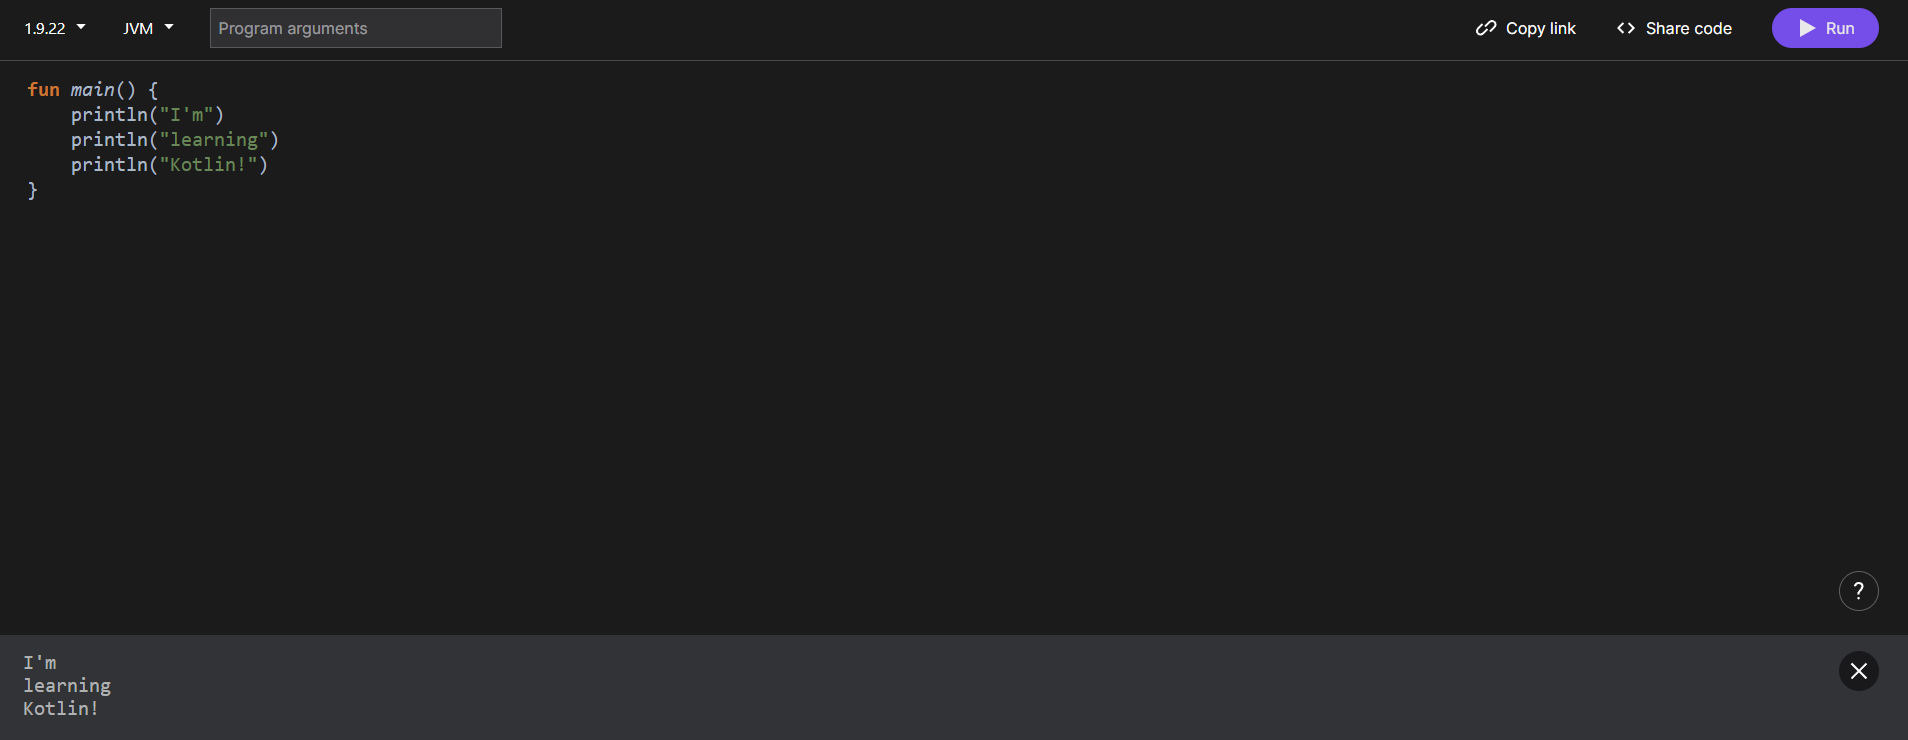 1.9.22 JVM Program arguments Copy link <> Share code Run
fun main() {
    println("I'm")
    println("learning")
    println("Kotlin!")
}
?
I'm
learning
Kotlin!